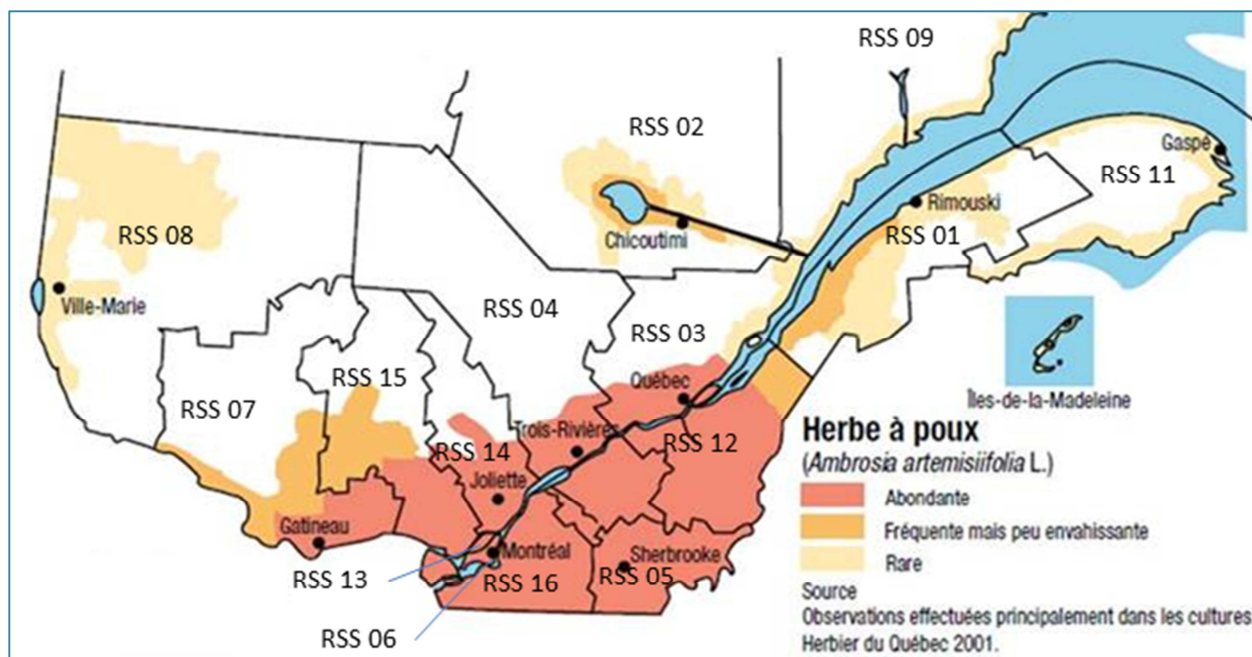 RSS 09
RSS 02
Gaspé
RSS 11
Rimouski
RSS 08
RSS 01
Chicoutimi
Ville-Marie
RSS 04
RSS 03
RSS 15
Québec
Îles-de-la-Madeleine
RSS 07
Trois-Rivières
RSS 12
RSS 14
Joliette
Gatineau
Montréal
Sherbrooke
RSS 13
RSS 16
RSS 05
RSS 06
Herbe à poux
(Ambrosia artemisiifolia L.)
Abondante
Fréquente mais peu envahissante
Rare
Source
Observations effectuées principalement dans les cultures
Herbier du Québec 2001.